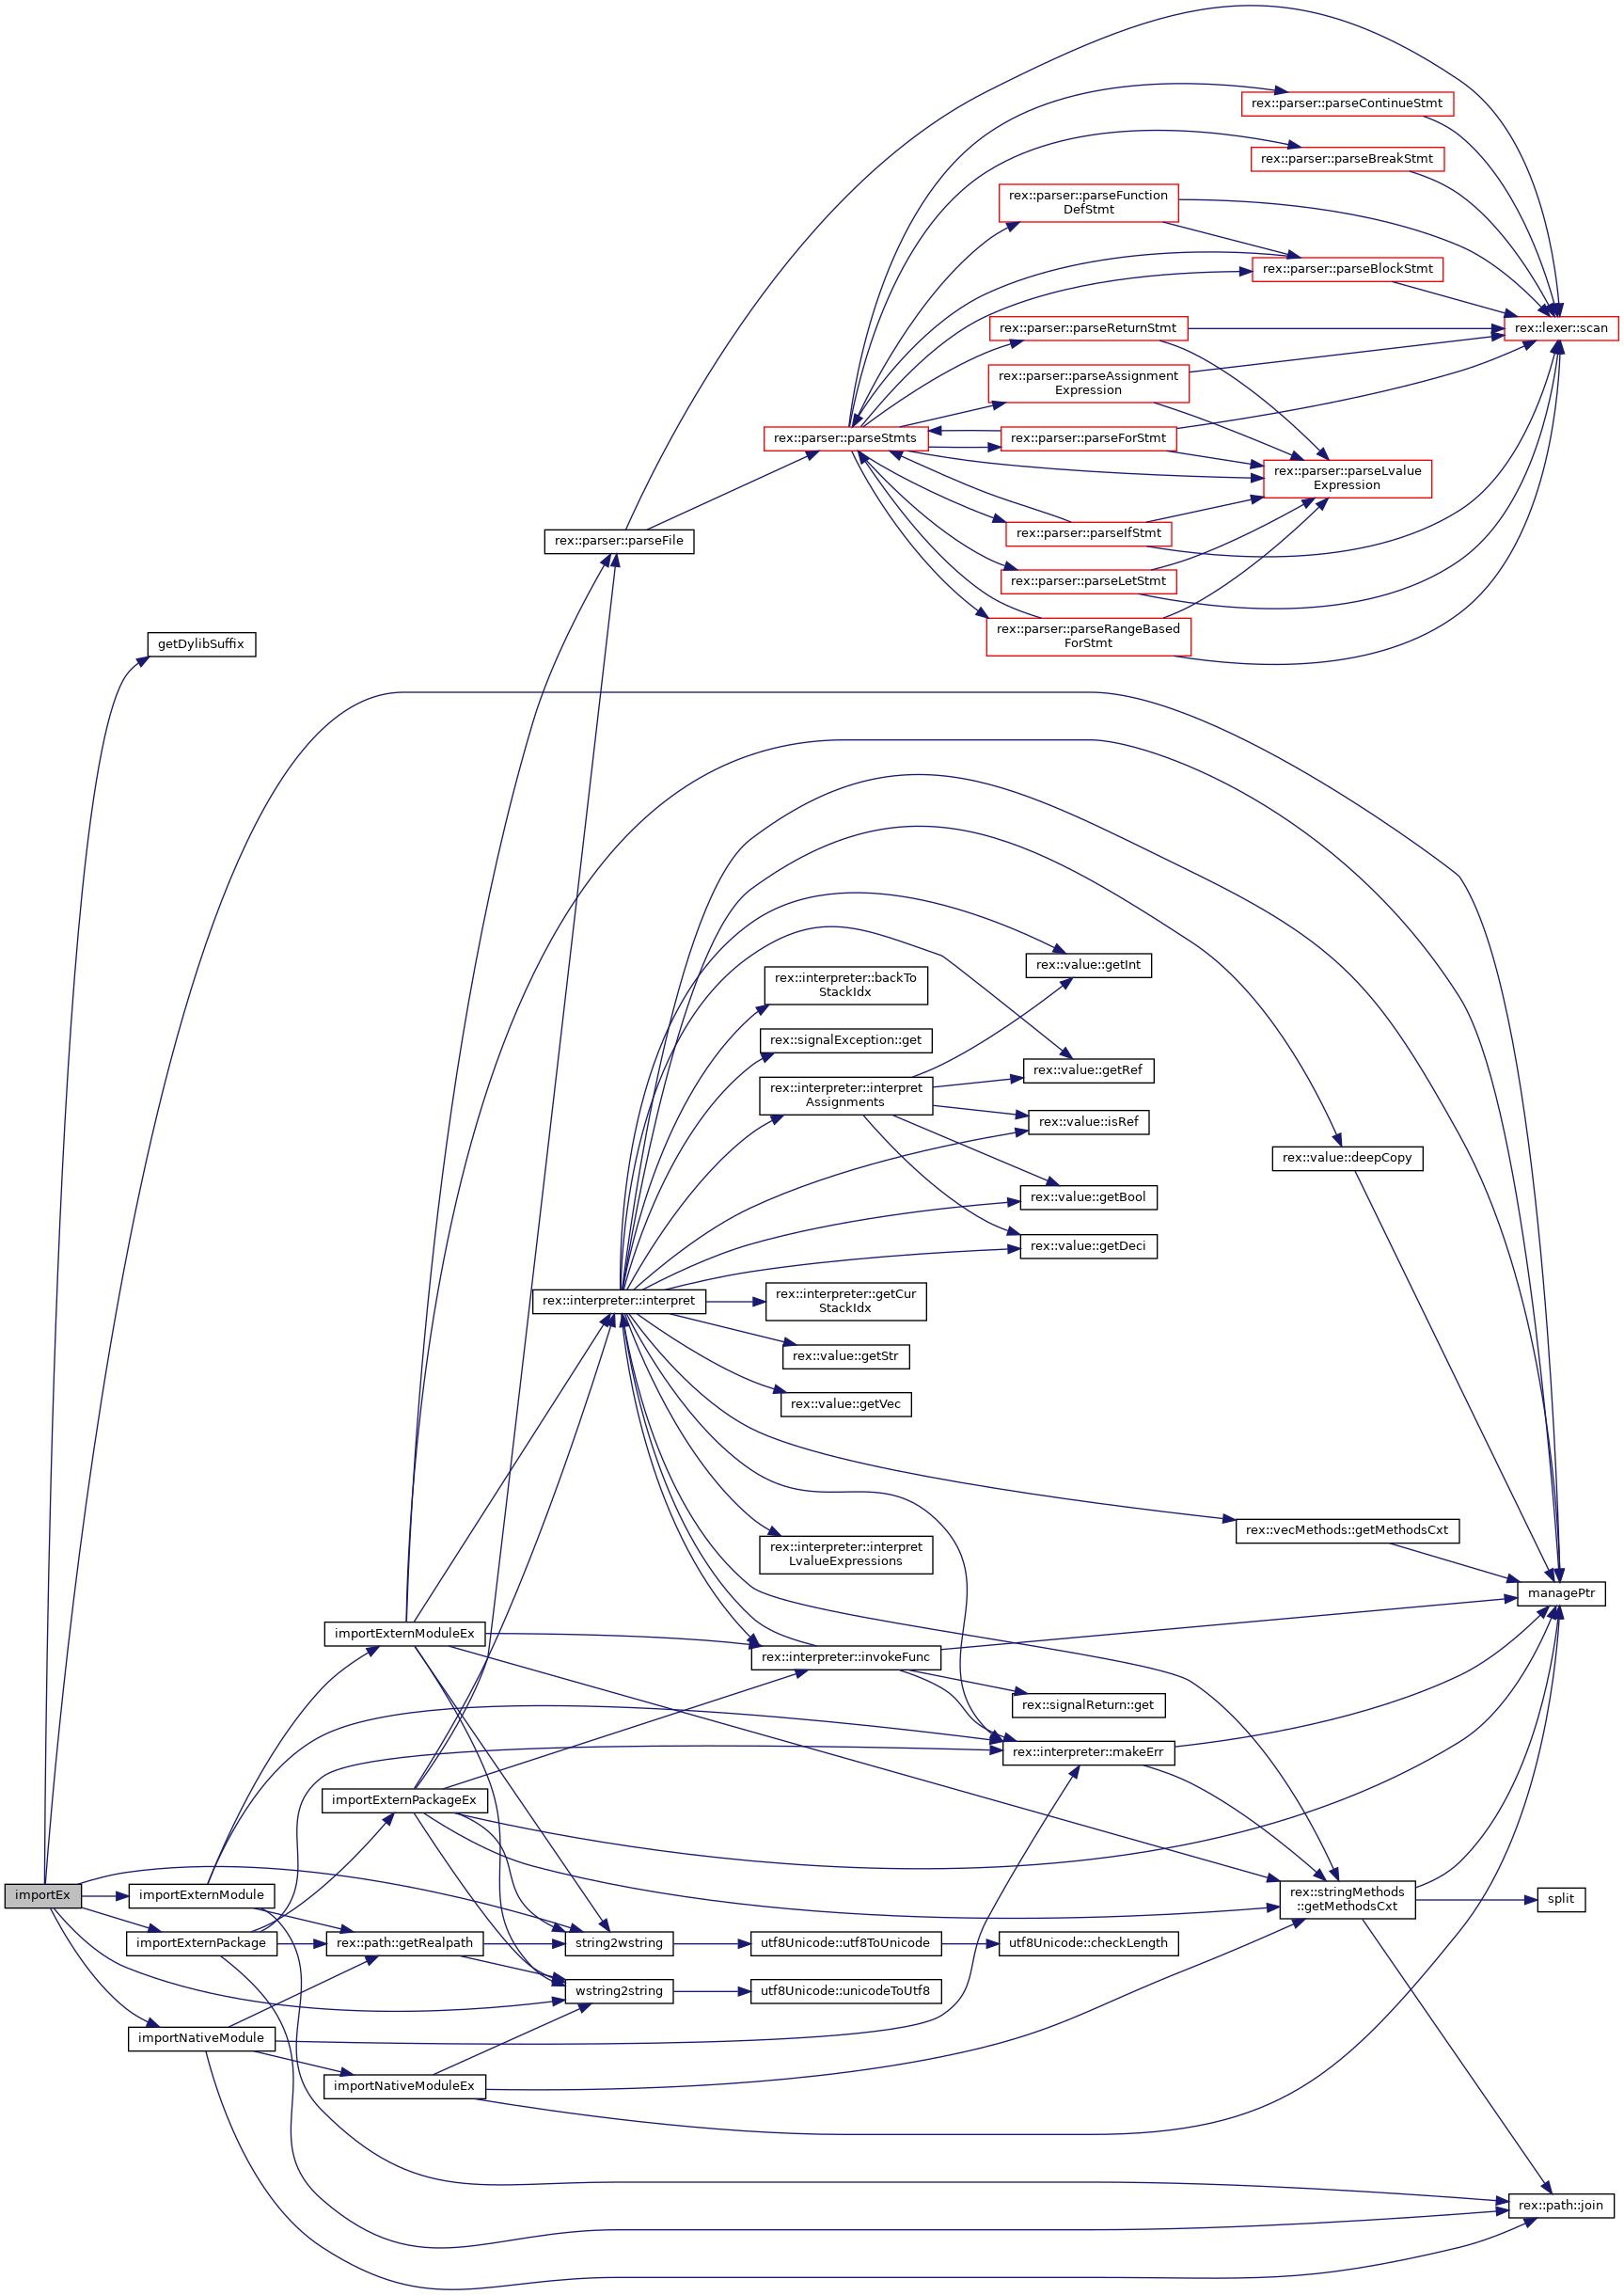 rex::parser::parseContinueStmt
rex::parser::parseBreakStmt
rex::parser::parseFunction
DefStmt
rex::parser::parseBlockStmt
rex::parser::parseReturnStmt
rex::lexer::scan
rex::parser::parseAssignment
Expression
rex::parser::parseStmts
rex::parser::parseForStmt
rex::parser::parseLvalue
Expression
rex::parser::parseIfStmt
rex::parser::parseFile
rex::parser::parseLetStmt
rex::parser::parseRangeBased
ForStmt
getDylibSuffix
rex::value::getInt
rex::interpreter::backTo
StackIdx
rex::signalException::get
rex::value::getRef
rex::interpreter::interpret
Assignments
rex::value::isRef
rex::value::deepCopy
rex::value::getBool
rex::value::getDeci
rex::interpreter::interpret
rex::interpreter::getCur
StackIdx
rex::value::getStr
rex::value::getVec
rex::vecMethods::getMethodsCxt
rex::interpreter::interpret
LvalueExpressions
managePtr
importExternModuleEx
rex::interpreter::invokeFunc
rex::signalReturn::get
rex::interpreter::makeErr
importExternPackageEx
importEx
importExternModule
rex::stringMethods
::getMethodsCxt
split
importExternPackage
rex::path::getRealpath
string2wstring
utf8Unicode::utf8ToUnicode
utf8Unicode::checkLength
wstring2string
utf8Unicode::unicodeToUtf8
importNativeModule
importNativeModuleEx
rex::path::join